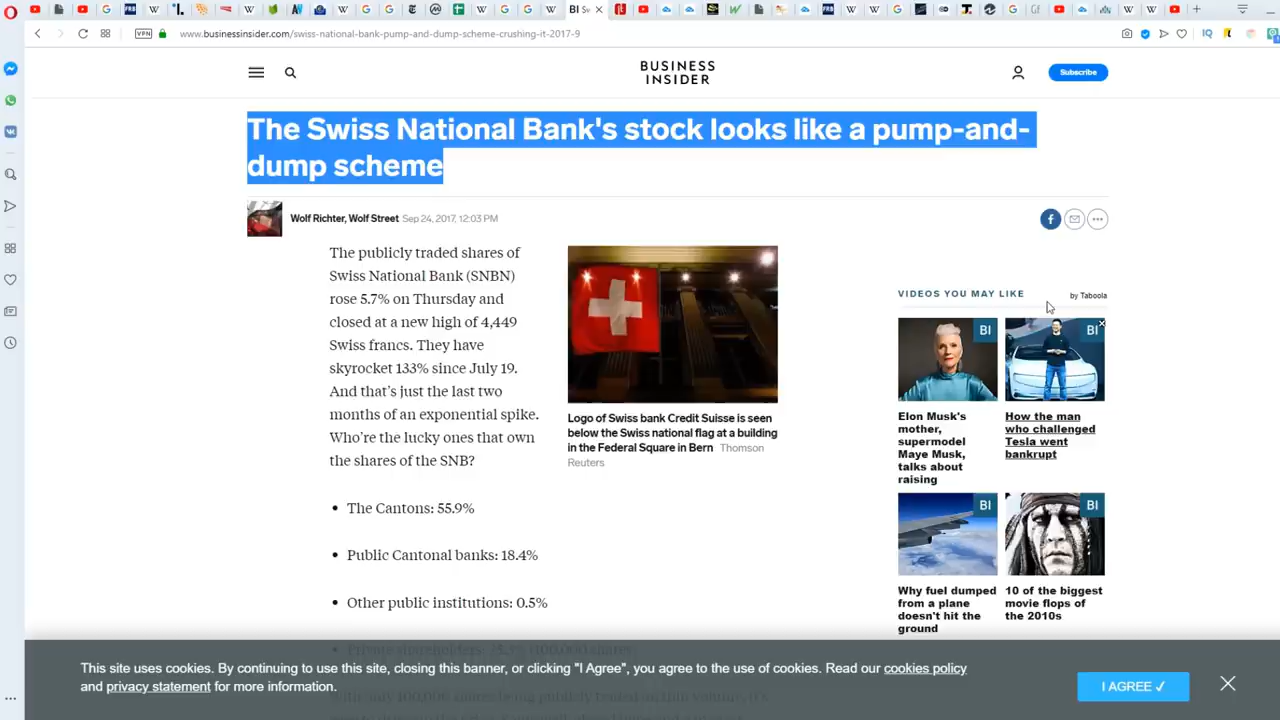 www.businessinsider.com/swiss-national-bank-pump-and-dump-scheme-crushing-it-2017-9
VPN
BUSINESS
INSIDER
Subscribe
The Swiss National Bank's stock looks like a pump-and-
dump scheme
Wolf Richter, Wolf Street Sep 24, 2017, 12:03 PM
The publicly traded shares of
Swiss National Bank (SNBN)
rose 5.7% on Thursday and
closed at a new high of 4,449
Swiss francs. They have
skyrocket 133% since July 19.
And that's just the last two
months of an exponential spike.
Who're the lucky ones that own
the shares of the SNB?
Logo of Swiss bank Credit Suisse is seen
below the Swiss national flag at a building
in the Federal Square in Bern Thomson
Reuters
The Cantons: 55.9%
Public Cantonal banks: 18.4%
Other public institutions: 0.5%
VIDEOS YOU MAY LIKE
by Taboola
BI
BI
Elon Musk's
mother,
supermodel
Maye Musk,
talks about
raising
How the man
who challenged
Tesla went
bankrupt
BI
BI
Why fuel dumped
from a plane
doesn't hit the
ground
10 of the biggest
movie flops of
the 2010s
This site uses cookies. By continuing to use this site, closing this banner, or clicking "I Agree", you agree to the use of cookies. Read our cookies policy
and privacy statement for more information.
I AGREE ✓